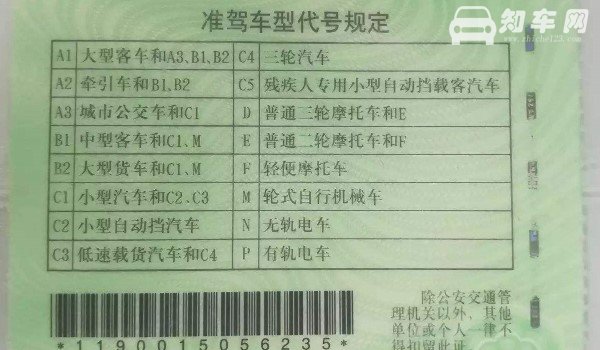 准驾车型代号规定
知车网
www.zhiche123.com
A1 大型客车和A3、B1、B2 C4 三轮汽车
A2 牵引车和B1、B2 C5 残疾人专用小型自动挡载客汽车
A3 城市公交车和C1 D 普通三轮摩托车和E
B1 中型客车和C1、M E 普通二轮摩托车和F
B2 大型货车和C1、M F 轻便摩托车
C1 小型汽车和C2、C3 M 轮式自行机械车
C2 小型自动挡汽车 N 无轨电车
C3 低速载货汽车和C4 P 有轨电车
除公安交通管
理机关以外，其他
单位或个人一律不
得扣留此
*1190015056235*